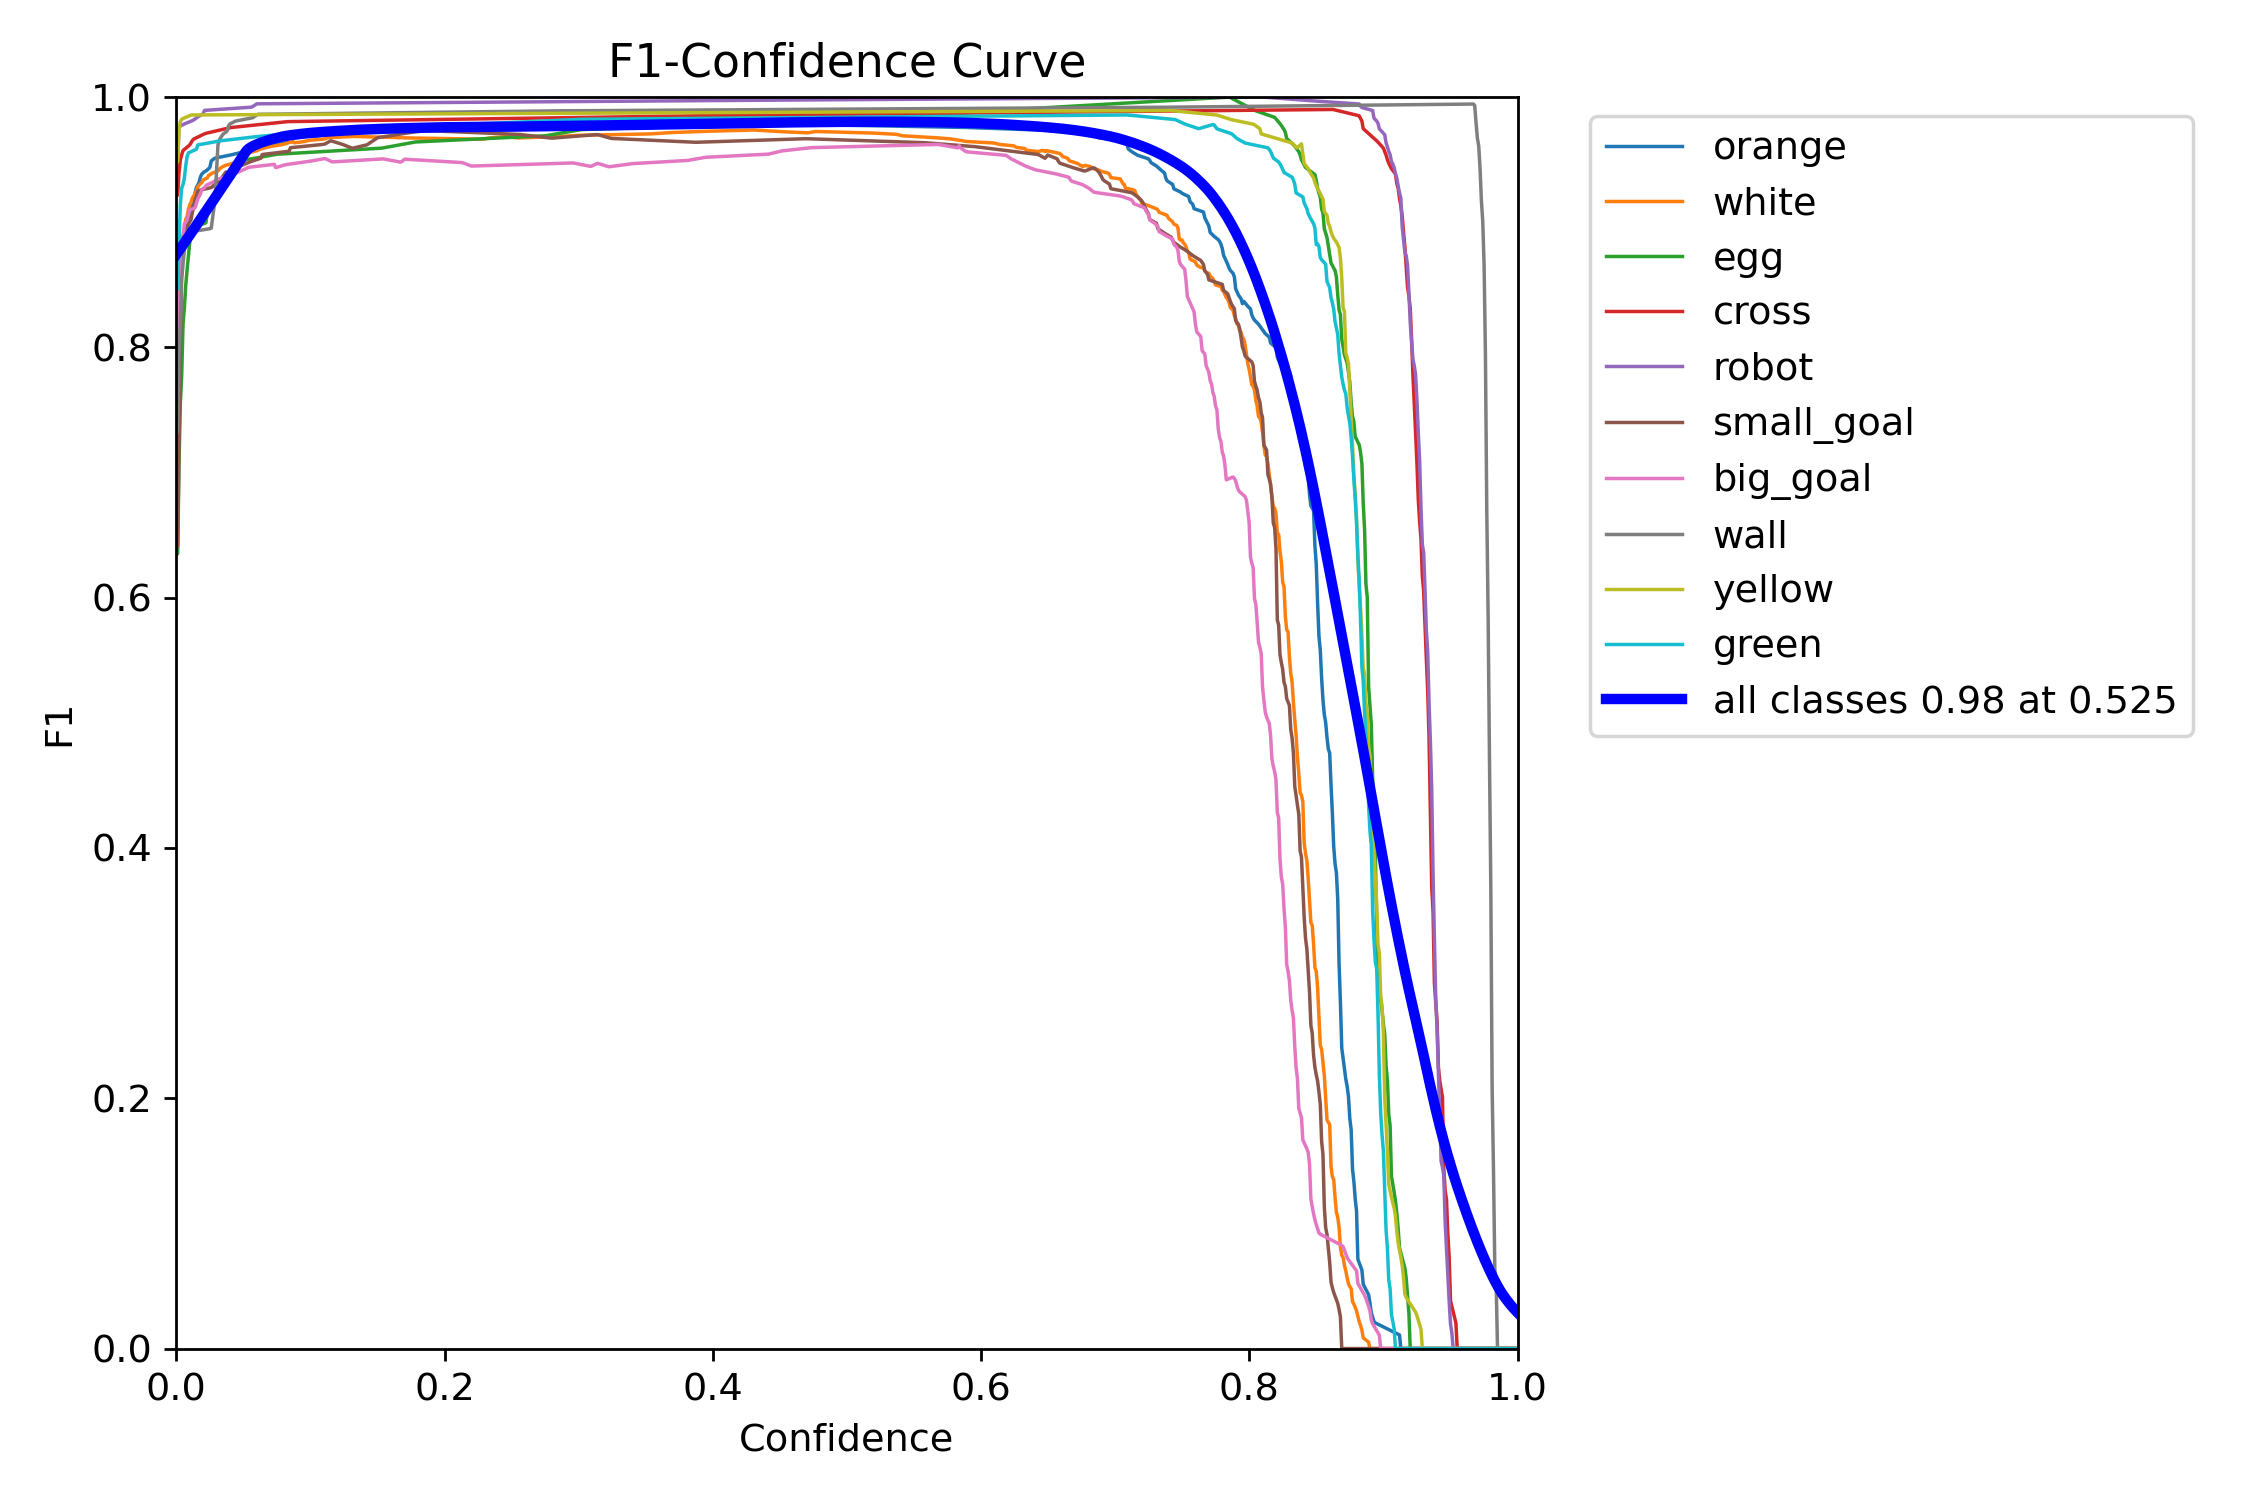 F1-Confidence Curve
1.0
0.8
0.6
0.4
0.2
0.0
F1
0.0 0.2 0.4 0.6 0.8 1.0
Confidence
orange
white
egg
cross
robot
small_goal
big_goal
wall
yellow
green
all classes 0.98 at 0.525